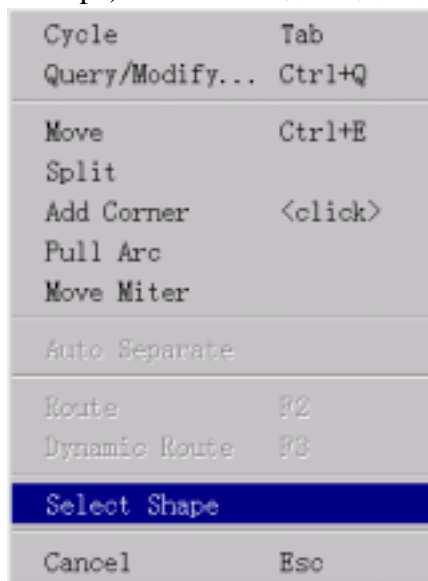 Cycle Tab
Query/Modify... Ctrl+Q
Move Ctrl+E
Split
Add Corner <click>
Pull Arc
Move Miter
Auto Separate
Route F2
Dynamic Route F3
Select Shape
Cancel Esc